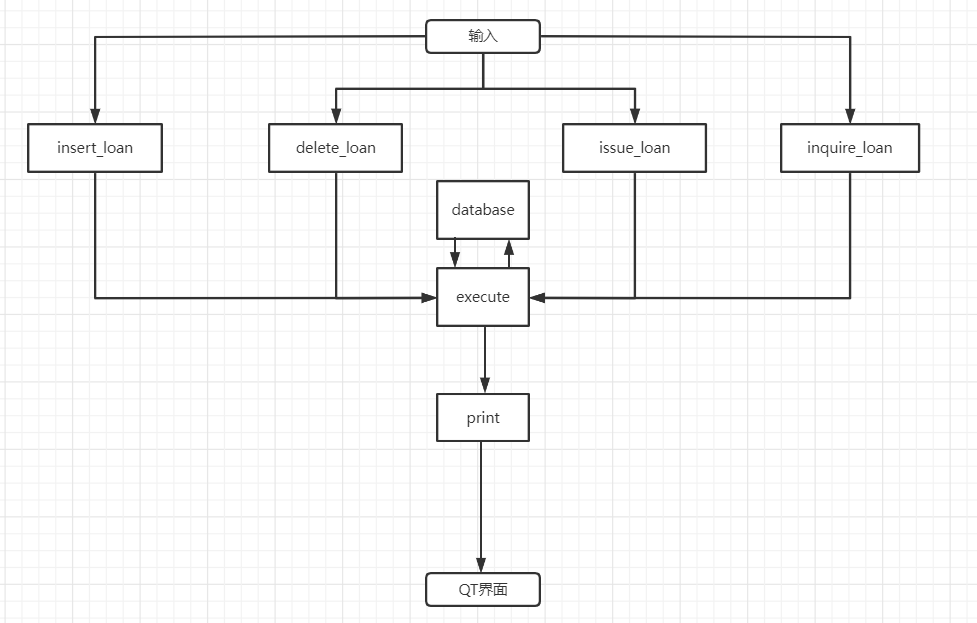 输入
insert_loan
delete_loan
issue_loan
inquire_loan
database
execute
print
QT界面